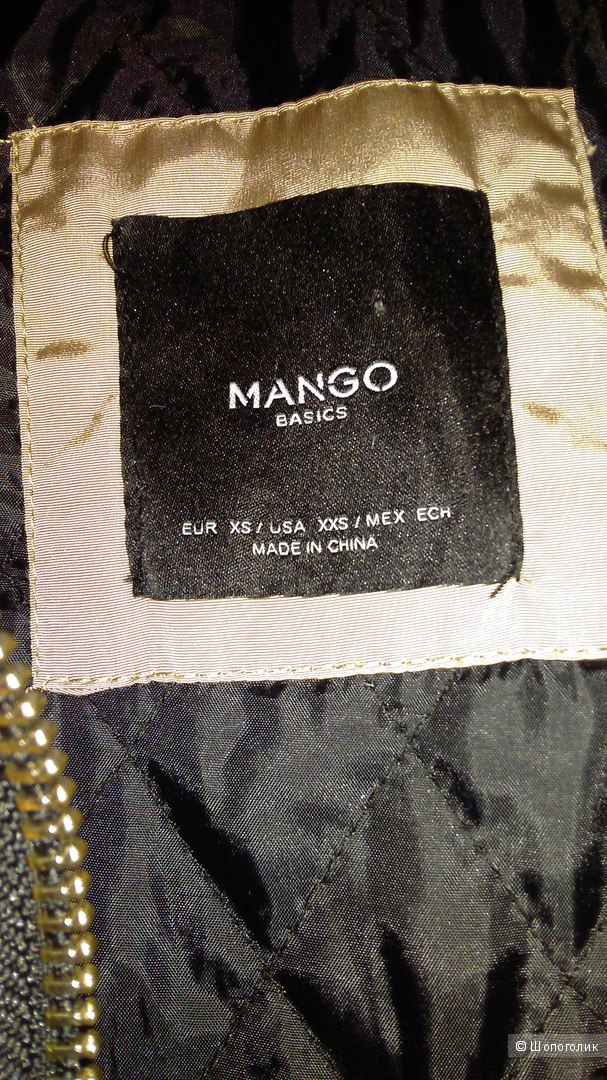 MANGO
BASICS
EUR XS / USA XXS / MEX ECH
MADE IN CHINA
© Шопоголик